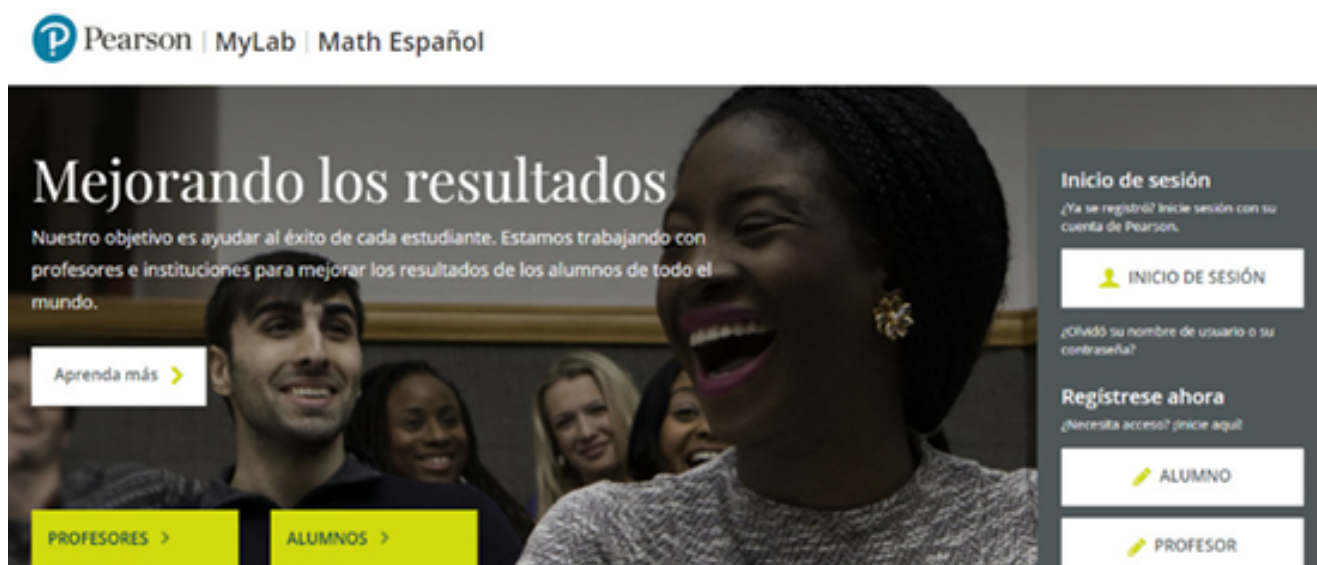 Pearson | MyLab | Math Español
Mejorando los resultados
Nuestro objetivo es ayudar al éxito de cada estudiante. Estamos trabajando con
profesores e instituciones para mejorar los resultados de los alumnos de todo el
mundo.
Aprenda más
PROFESORES >
ALUMNOS >
Inicio de sesión
¿Ya se registró? Inicie sesión con su
cuenta de Pearson.
INICIO DE SESIÓN
¿Olvidó su nombre de usuario o su
contraseña?
Regístrese ahora
¿Necesita acceso? ¡Inicie aquí!
ALUMNO
PROFESOR